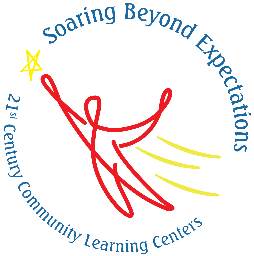 Soaring Beyond Expectations
21st Century Community Learning Centers